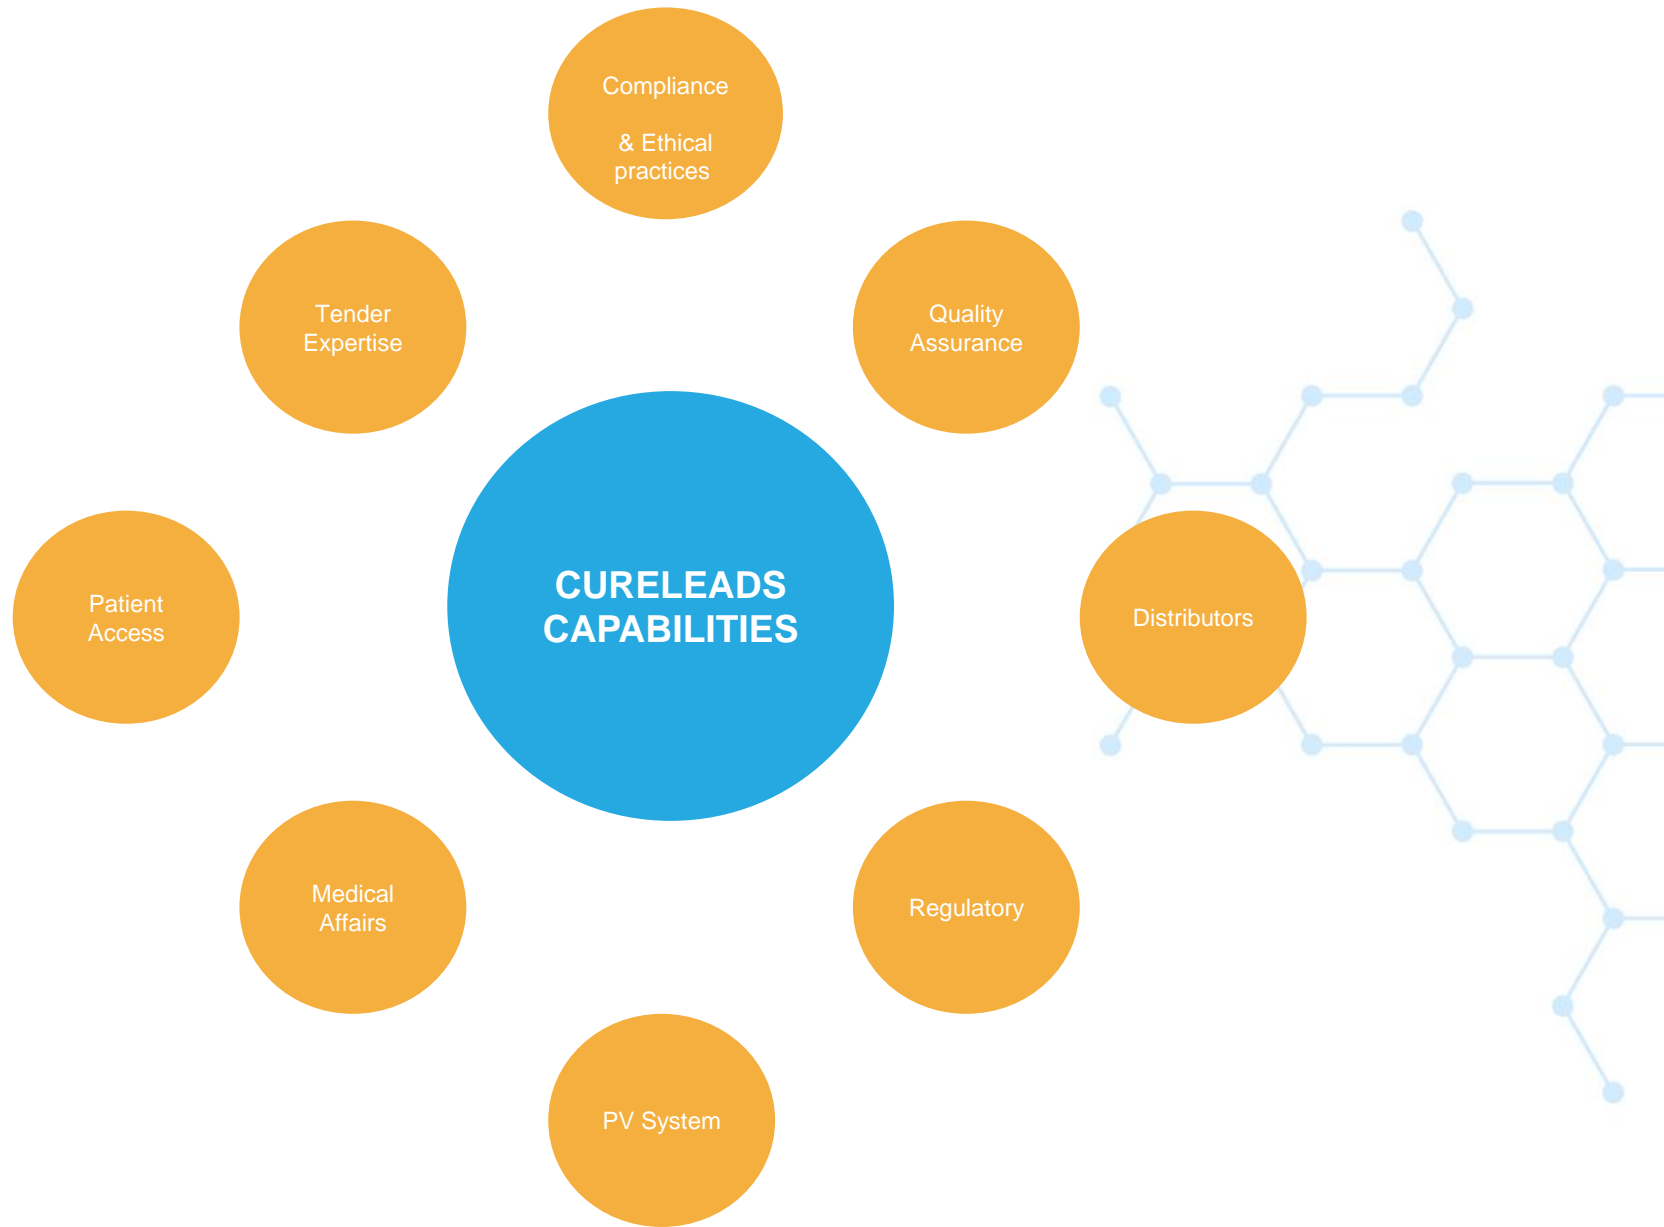 Compliance
& Ethical
practices
Tender
Expertise
Quality
Assurance
CURELEADS
CAPABILITIES
Patient
Access
Distributors
Medical
Affairs
Regulatory
PV System